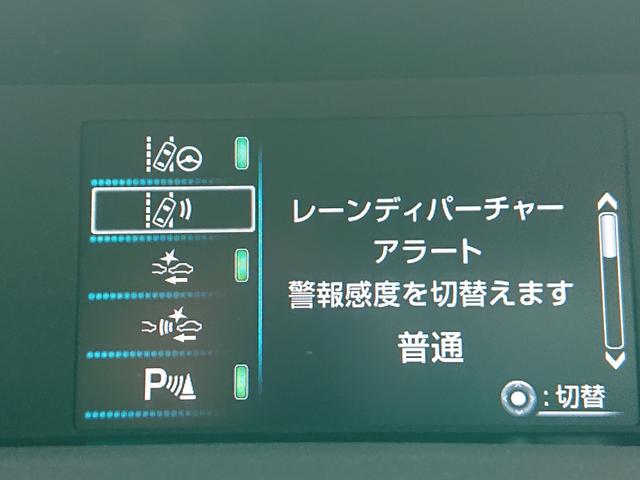 レーンディパーチャー
アラート
警報感度を切替えます
普通
P
:切替